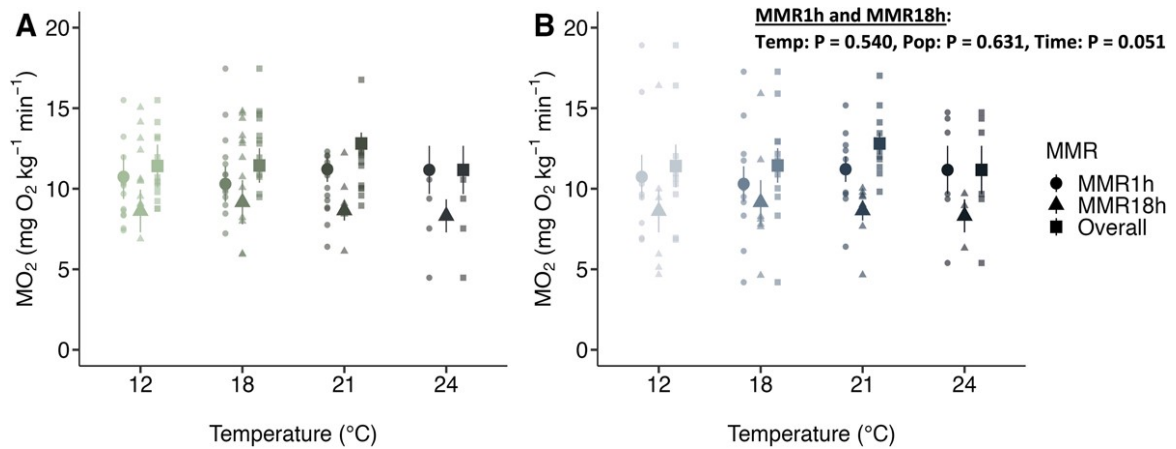 A
MO₂ (mg O₂ kg⁻¹ min⁻¹)
20
15
10
5
0
12 18 21 24
Temperature (°C)
B
MMR1h and MMR18h:
Temp: P = 0.540, Pop: P = 0.631, Time: P = 0.051
MO₂ (mg O₂ kg⁻¹ min⁻¹)
20
15
10
5
0
12 18 21 24
Temperature (°C)
MMR
MMR1h
MMR18h
Overall